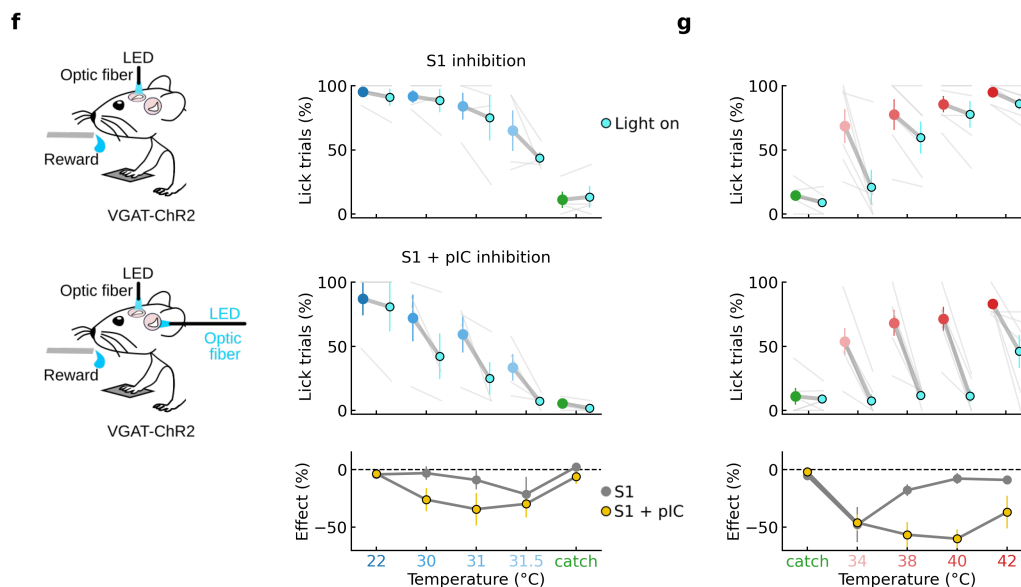 f
g
LED
Optic fiber
Reward
VGAT-ChR2
S1 inhibition
Lick trials (%)
100
50
0
Light on
Lick trials (%)
100
50
0
LED
Optic fiber
LED
Optic
fiber
Reward
VGAT-ChR2
S1 + pIC inhibition
Lick trials (%)
100
50
0
Lick trials (%)
100
50
0
Effect (%)
0
−50
S1
S1 + pIC
22 30 31 31.5 catch
Temperature (°C)
Effect (%)
0
−50
catch 34 38 40 42
Temperature (°C)